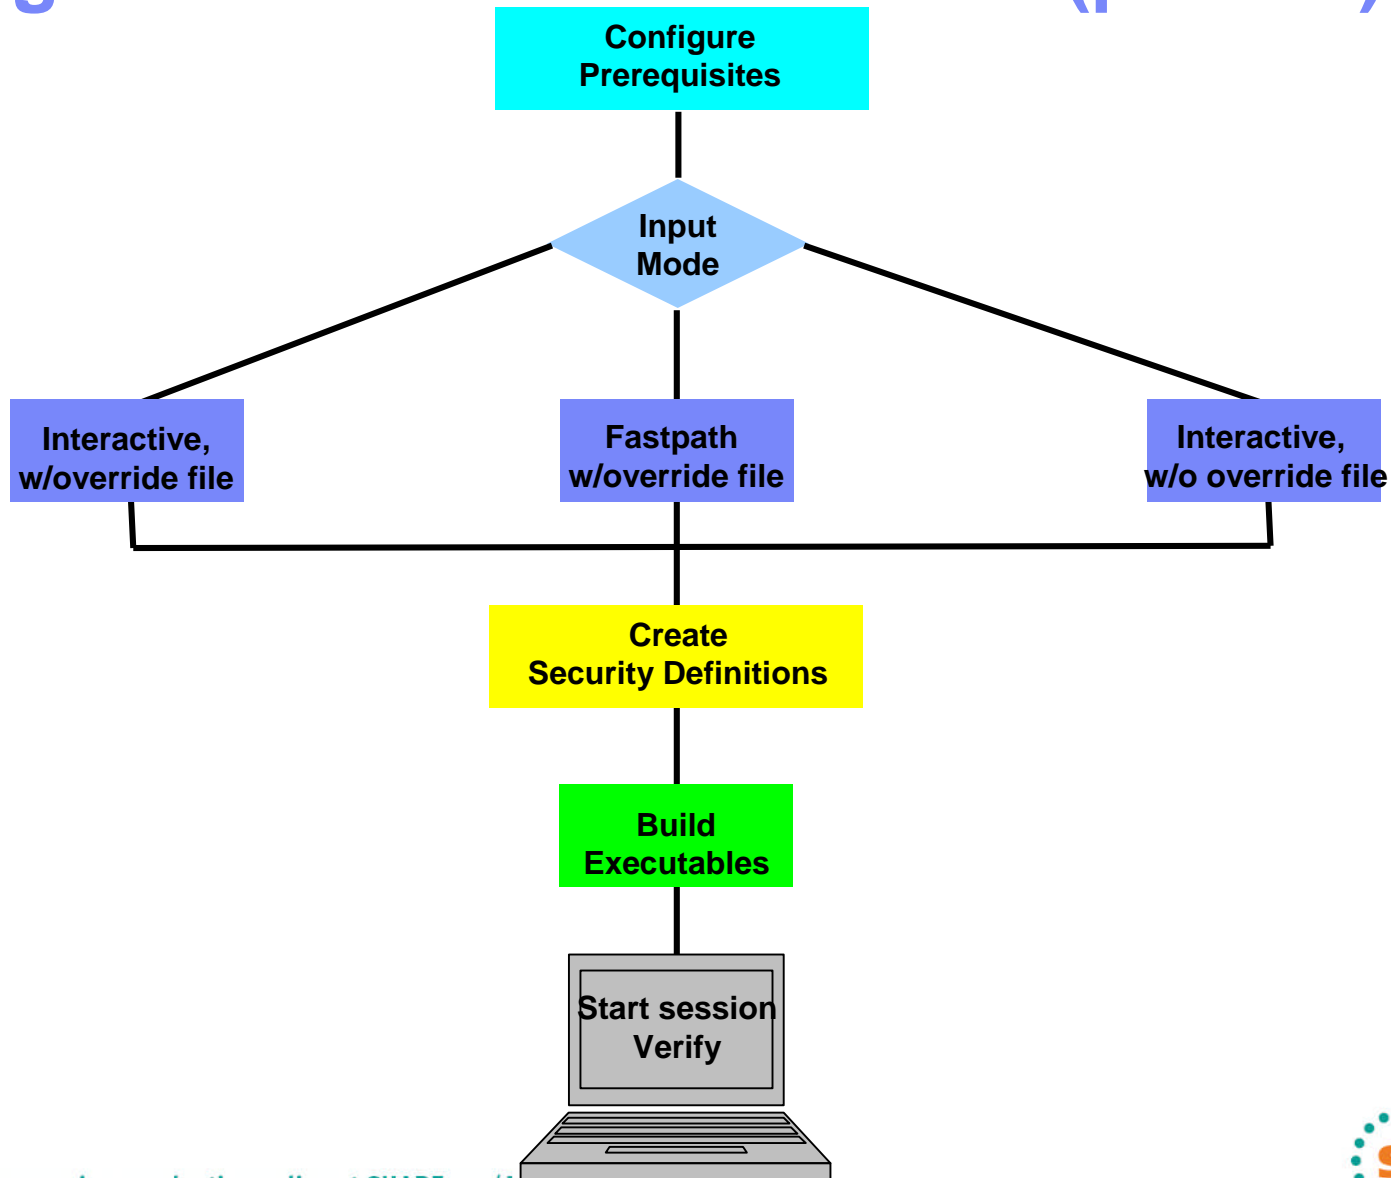 Configure
Prerequisites
Input
Mode
Interactive,
w/override file
Fastpath
w/override file
Interactive,
w/o override file
Create
Security Definitions
Build
Executables
Start session
Verify